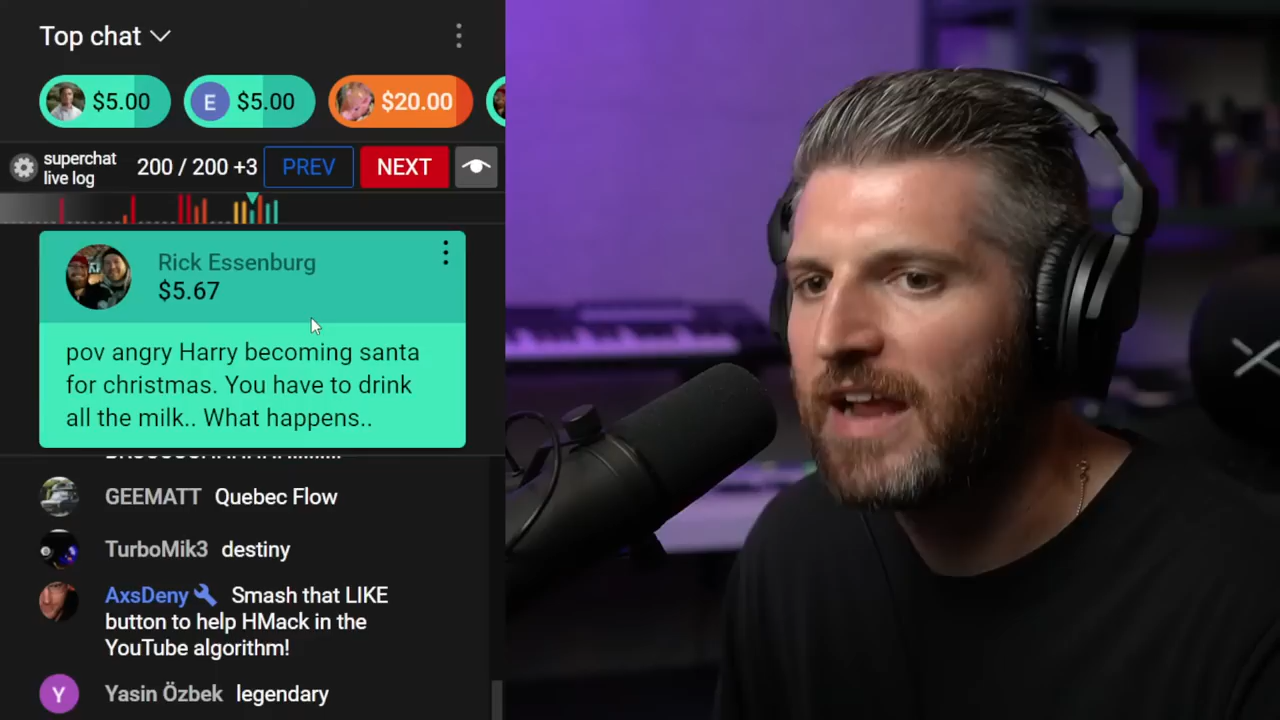 Top chat
$5.00
E
$5.00
$20.00
superchat
live log
200 / 200 +3
PREV
NEXT
Rick Essenburg
$5.67
pov angry Harry becoming santa
for christmas. You have to drink
all the milk.. What happens..
GEEMATT Quebec Flow
TurboMik3 destiny
AxsDeny Smash that LIKE
button to help HMack in the
YouTube algorithm!
Y
Yasin Özbek legendary